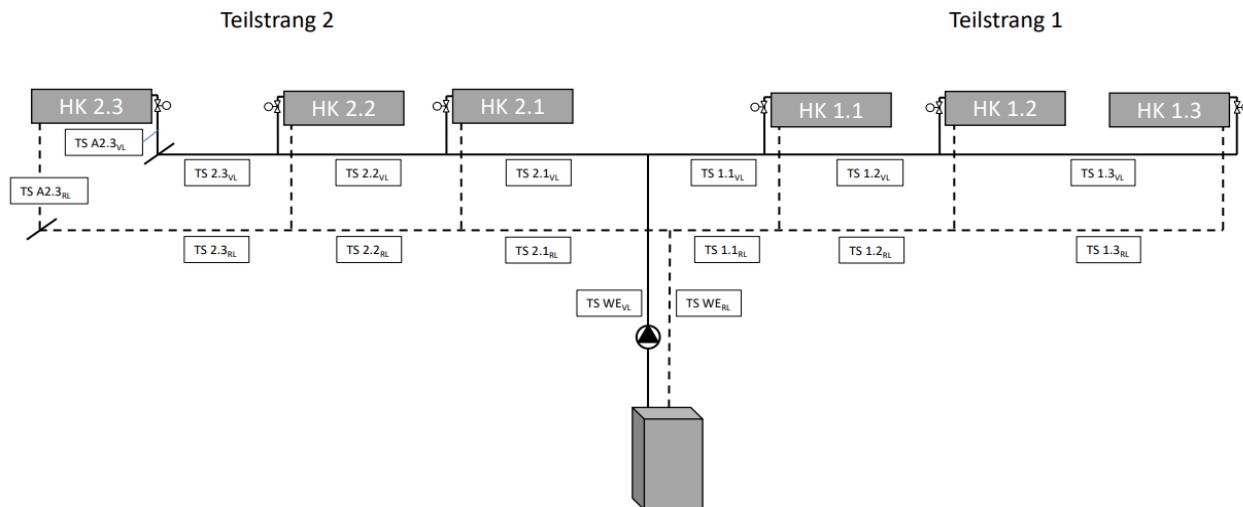 Teilstrang 2
Teilstrang 1
HK 2.3
HK 2.2
HK 2.1
HK 1.1
HK 1.2
HK 1.3
TS A2.3VL
TS 2.3VL
TS 2.2VL
TS 2.1VL
TS 1.1VL
TS 1.2VL
TS 1.3VL
TS A2.3RL
TS 2.3RL
TS 2.2RL
TS 2.1RL
TS 1.1RL
TS 1.2RL
TS 1.3RL
TS WEVL
TS WERL